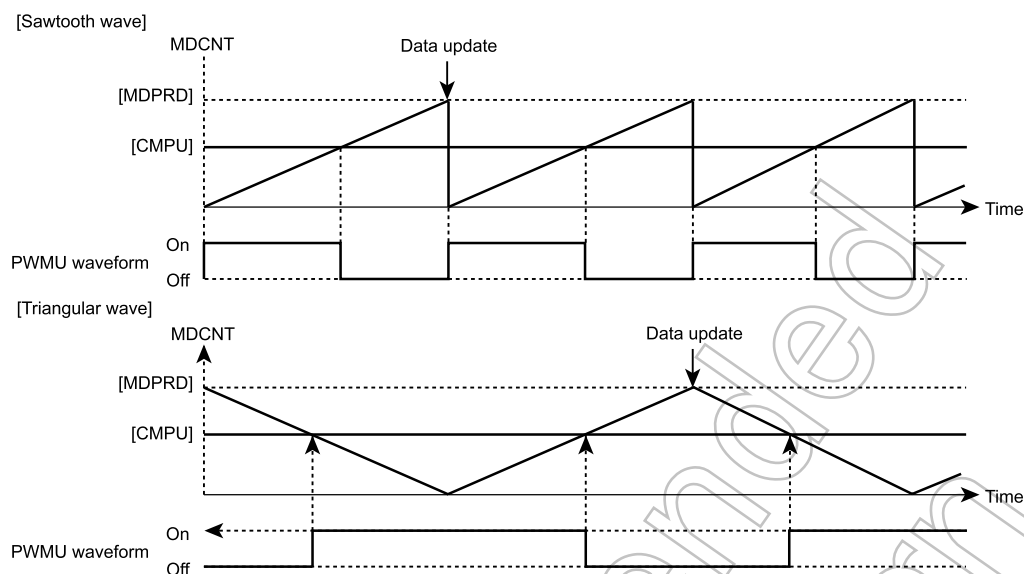 [Sawtooth wave]
MDCNT
Data update
[MDPRD]
[CMPU]
Time
On
PWMU waveform
Off
[Triangular wave]
MDCNT
Data update
[MDPRD]
[CMPU]
Time
On
PWMU waveform
Off